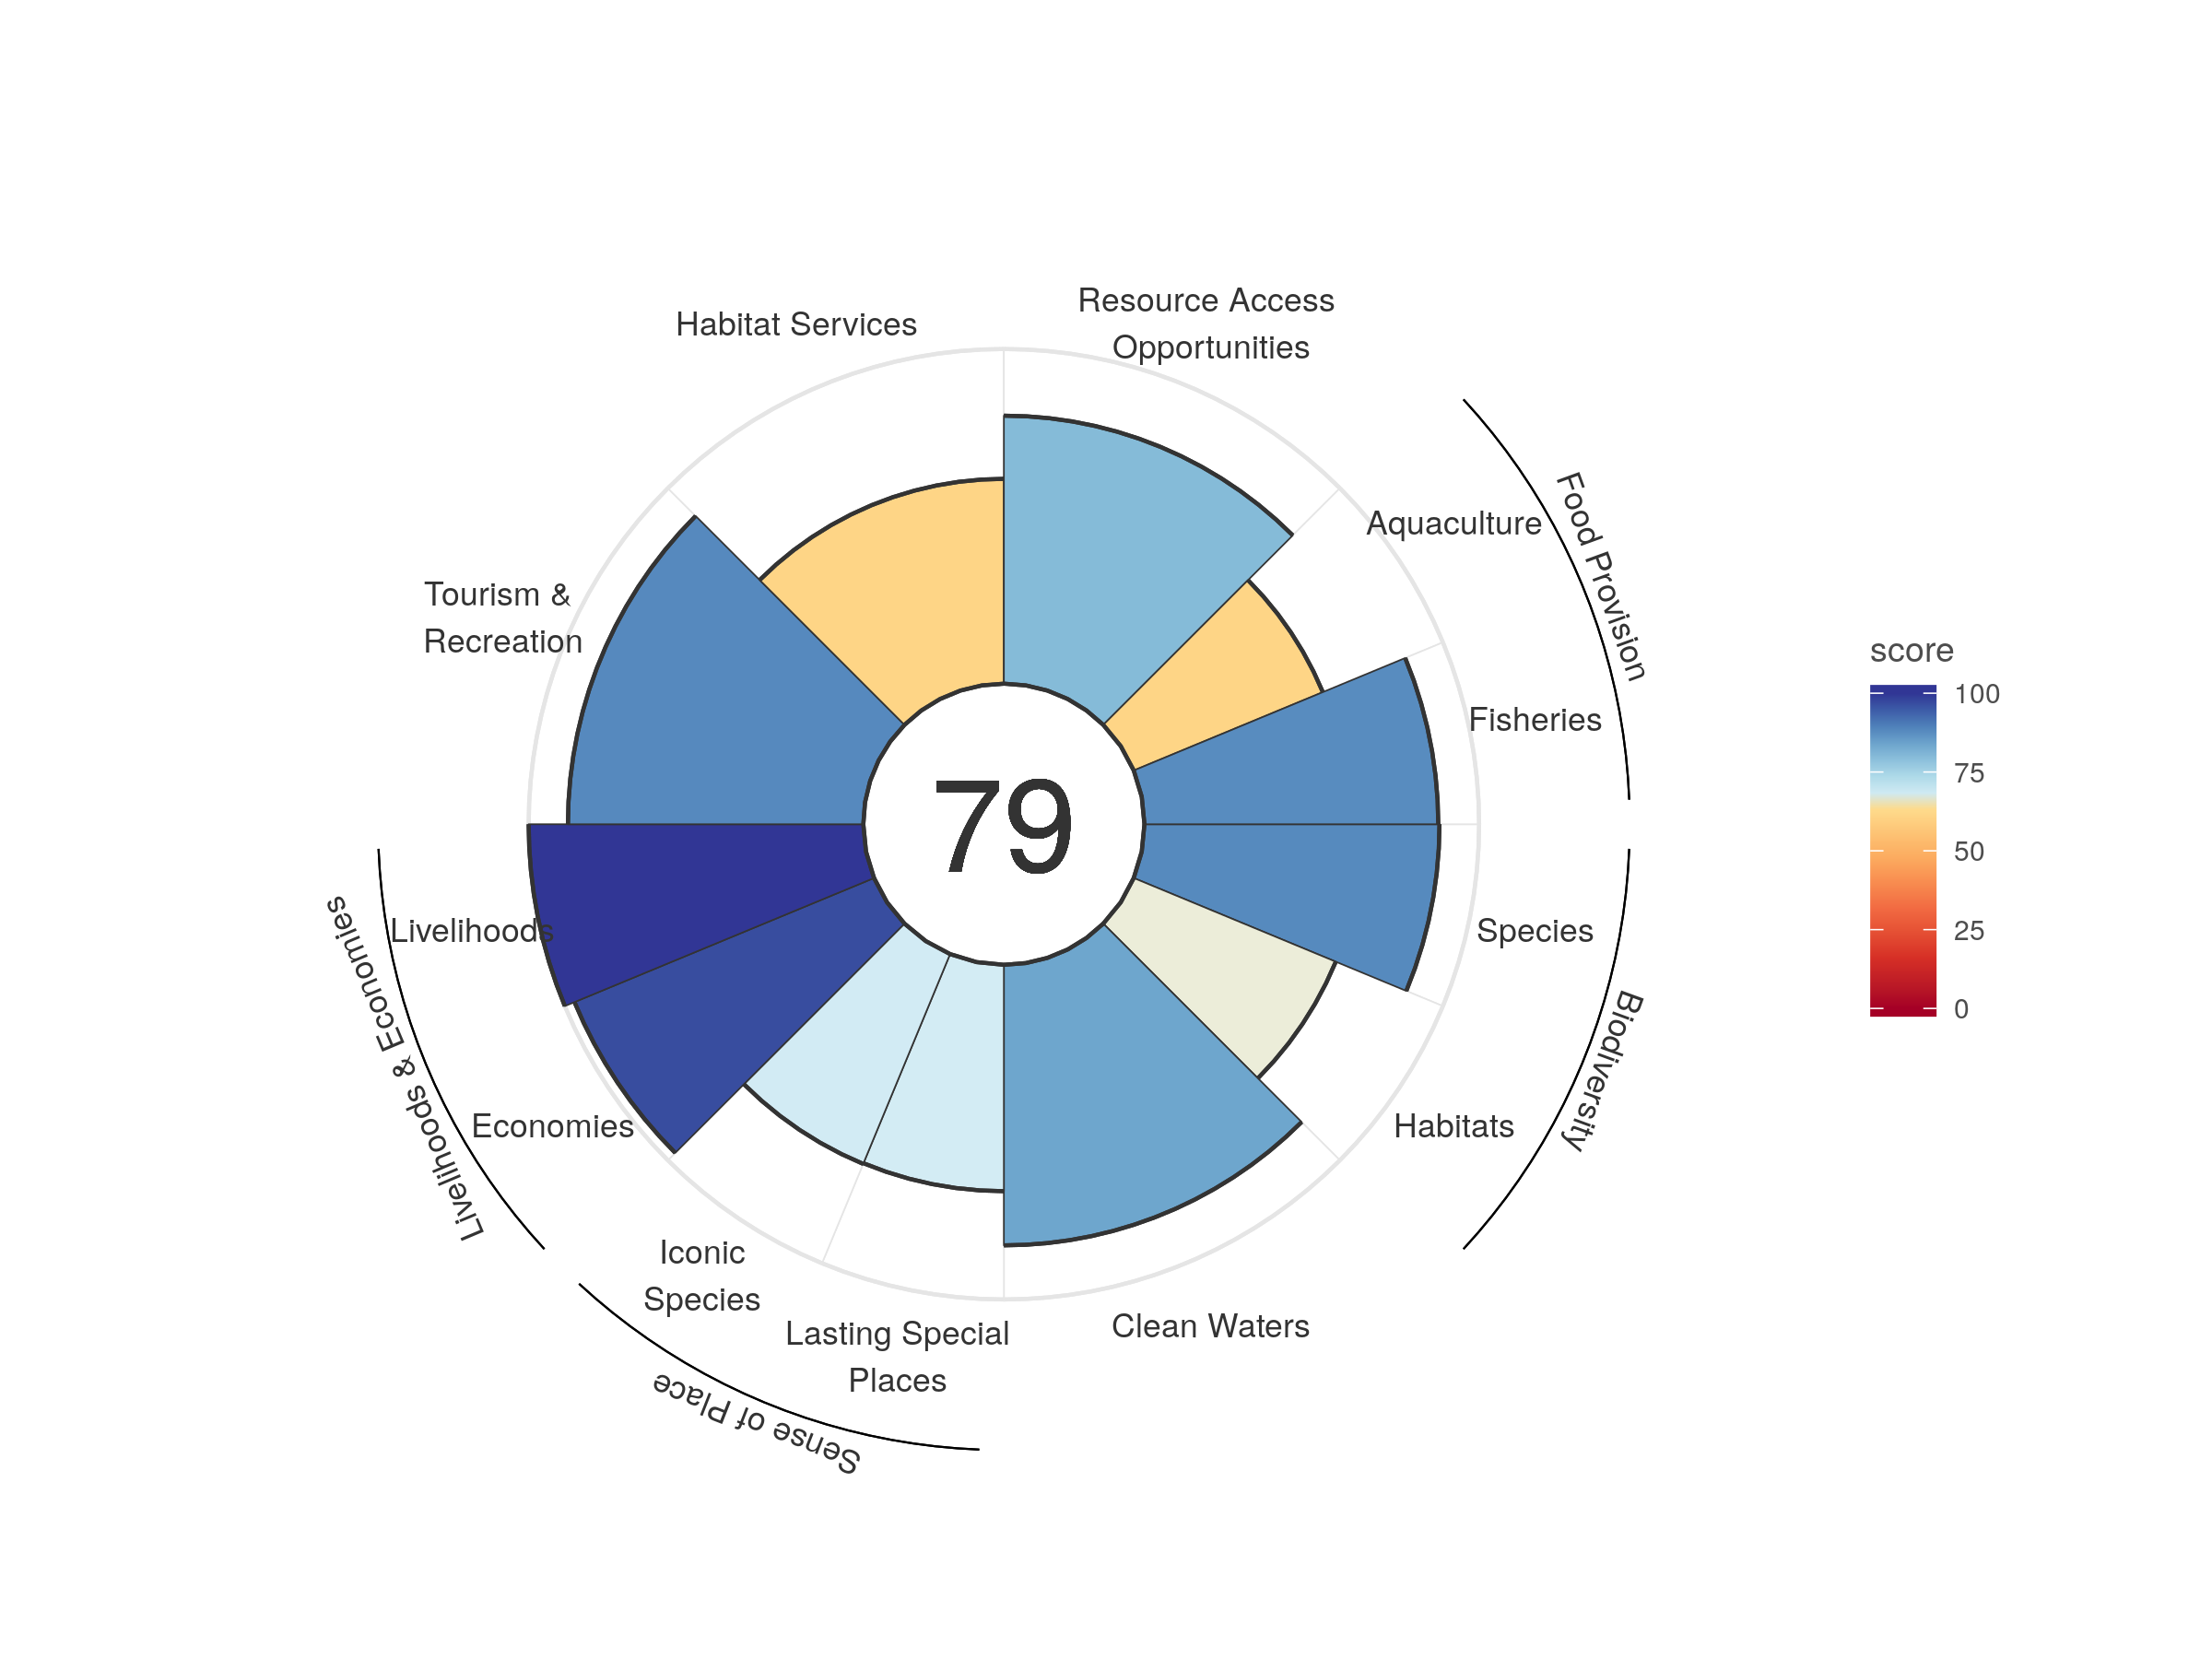 Resource Access
Opportunities
Habitat Services
Aquaculture
Food Provision
Tourism &
Recreation
Fisheries
score
100
75
50
25
0
79
Livelihoods
Species
Livelihoods & Economies
Biodiversity
Economies
Habitats
Iconic
Species
Lasting Special
Places
Clean Waters
Sense of Place